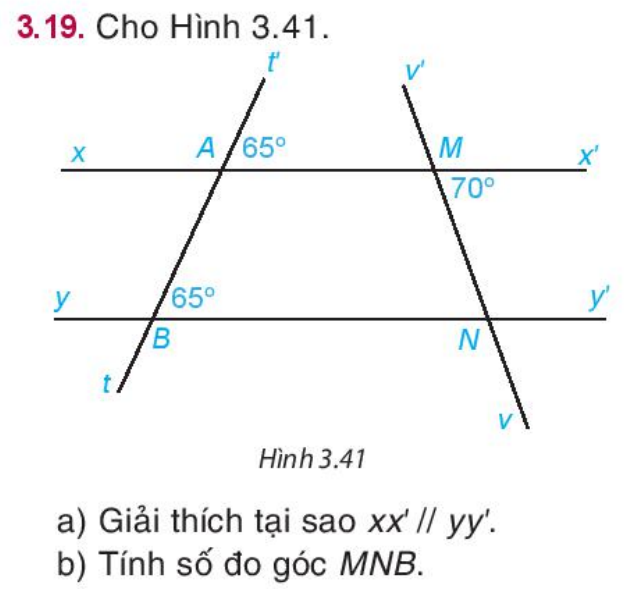 3.19. Cho Hình 3.41.
t' v'
x A 65° M x'
70°
y 65° y'
B N
t
v
Hình 3.41
a) Giải thích tại sao xx' // yy'.
b) Tính số đo góc MNB.